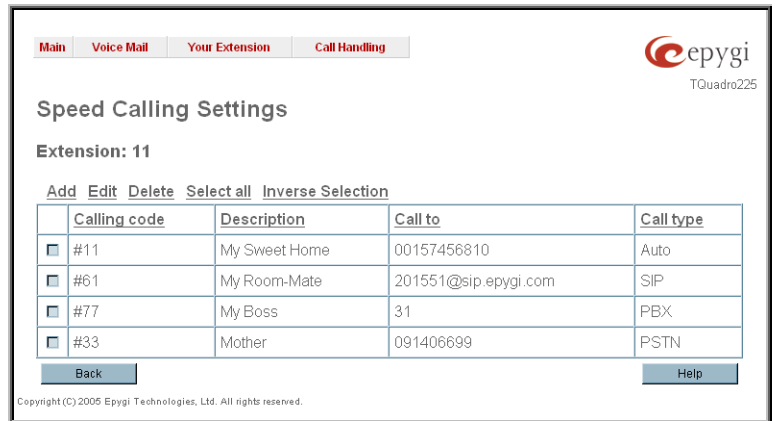 Main Voice Mail Your Extension Call Handling
epygi
TQuadro225
Speed Calling Settings
Extension: 11
Add Edit Delete Select all Inverse Selection
Calling code Description Call to Call type
#11 My Sweet Home 00157456810 Auto
#61 My Room-Mate 201551@sip.epygi.com SIP
#77 My Boss 31 PBX
#33 Mother 091406699 PSTN
Back Help
Copyright (C) 2005 Epygi Technologies, Ltd. All rights reserved.